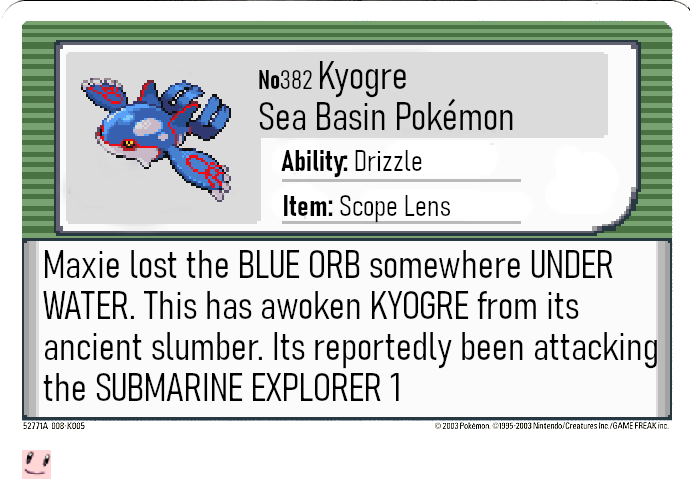 No382 Kyogre
Sea Basin Pokémon
Ability: Drizzle
Item: Scope Lens
Maxie lost the BLUE ORB somewhere UNDER
WATER. This has awoken KYOGRE from its
ancient slumber. Its reportedly been attacking
the SUBMARINE EXPLORER 1
52771A 008-K005
© 2003 Pokémon. ©1995-2003 Nintendo/Creatures Inc./GAME FREAK inc.